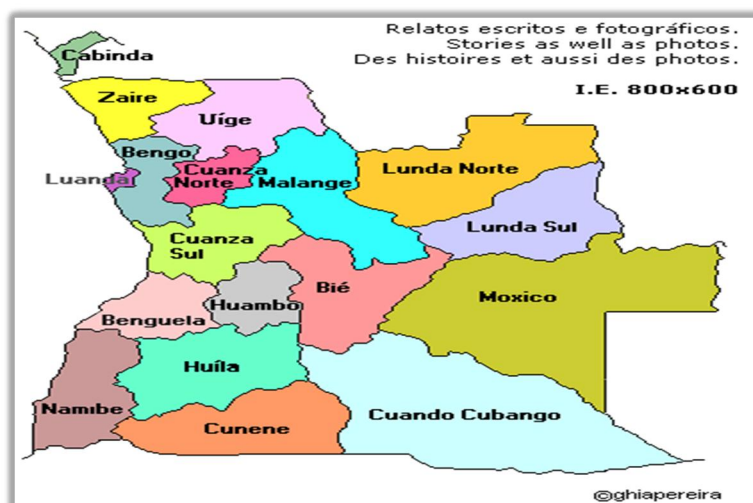 Relatos escritos e fotográficos.
Stories as well as photos.
Des histoires et aussi des photos.
I.E. 800x600
Cabinda
Zaire
Uíge
Bengo
Luanda
Cuanza
Norte
Malange
Lunda Norte
Lunda Sul
Cuanza
Sul
Bié
Moxico
Huambo
Benguela
Huíla
Namibe
Cunene
Cuando Cubango
©ghiapereira